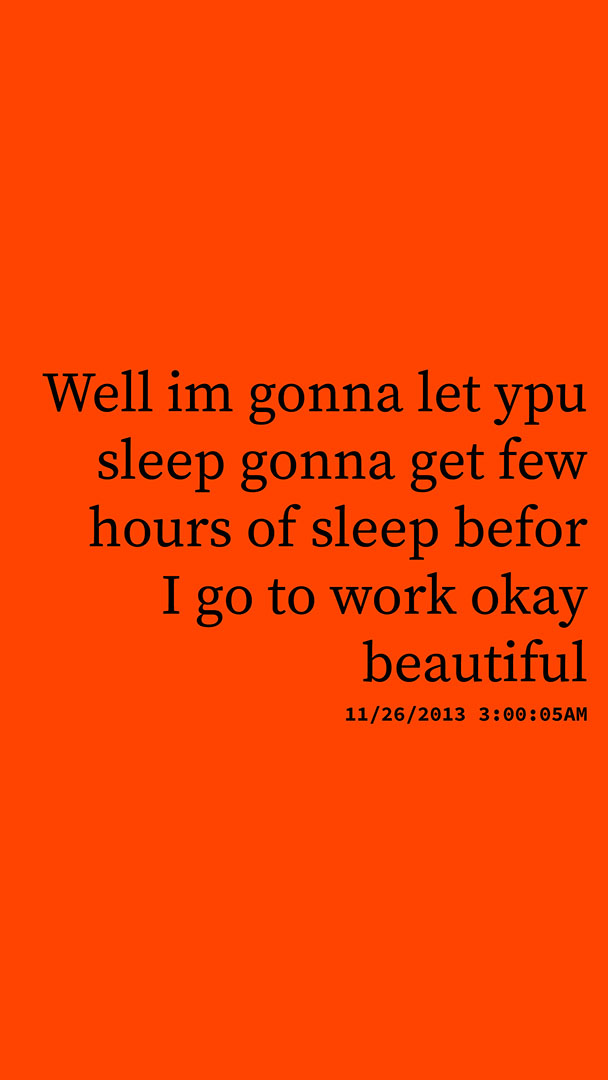 Well im gonna let ypu
sleep gonna get few
hours of sleep befor
I go to work okay
beautiful
11/26/2013 3:00:05AM